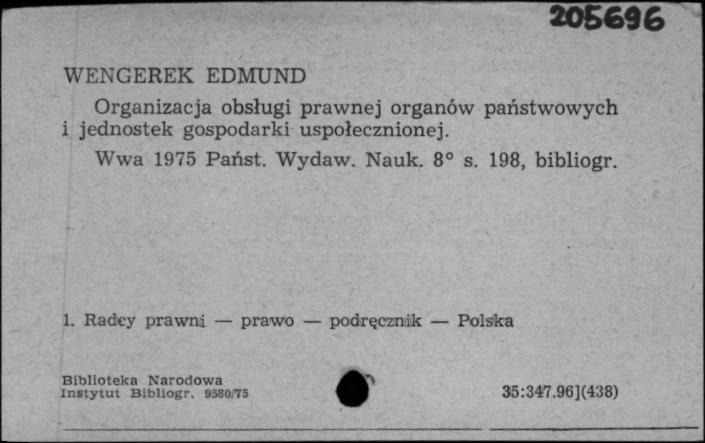 205696
WENGEREK EDMUND
Organizacja obsługi prawnej organów państwowych
i jednostek gospodarki uspołecznionej.
Wwa 1975 Państ. Wydaw. Nauk. 8° s. 198, bibliogr.
1. Radcy prawni — prawo — podręcznik — Polska
Biblioteka Narodowa
Instytut Bibliogr. 9580/75
35:347.96](438)